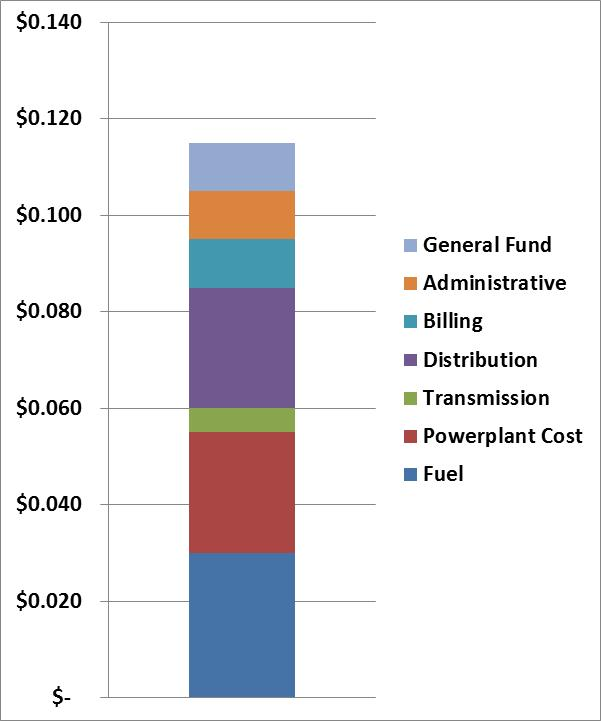 $0.140
$0.120
$0.100
$0.080
$0.060
$0.040
$0.020
$-
General Fund
Administrative
Billing
Distribution
Transmission
Powerplant Cost
Fuel